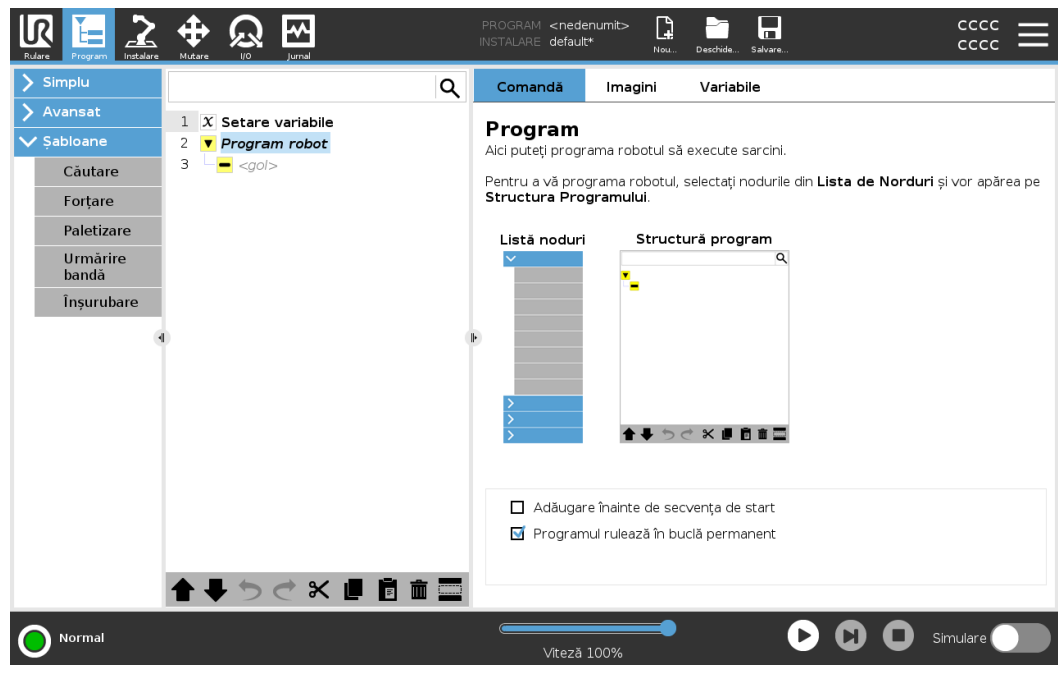 UR
Rulare
Program
Instalare
Mutare
I/O
Jurnal
PROGRAM <nedenumit>
INSTALARE default*
Nou...
Deschide...
Salvare...
CCCC
CCCC
Simplu
Avansat
Șabloane
Căutare
Forțare
Paletizare
Urmărire
bandă
Înșurubare
1 X Setare variabile
2 Program robot
3 <gol>
Comandă
Imagini
Variabile
Program
Aici puteți programa robotul să execute sarcini.
Pentru a vă programa robotul, selectați nodurile din Lista de Norduri și vor apărea pe
Structura Programului.
Listă noduri
Structură program
Adăugare înainte de secvența de start
Programul rulează în buclă permanent
Normal
Viteză 100%
Simulare